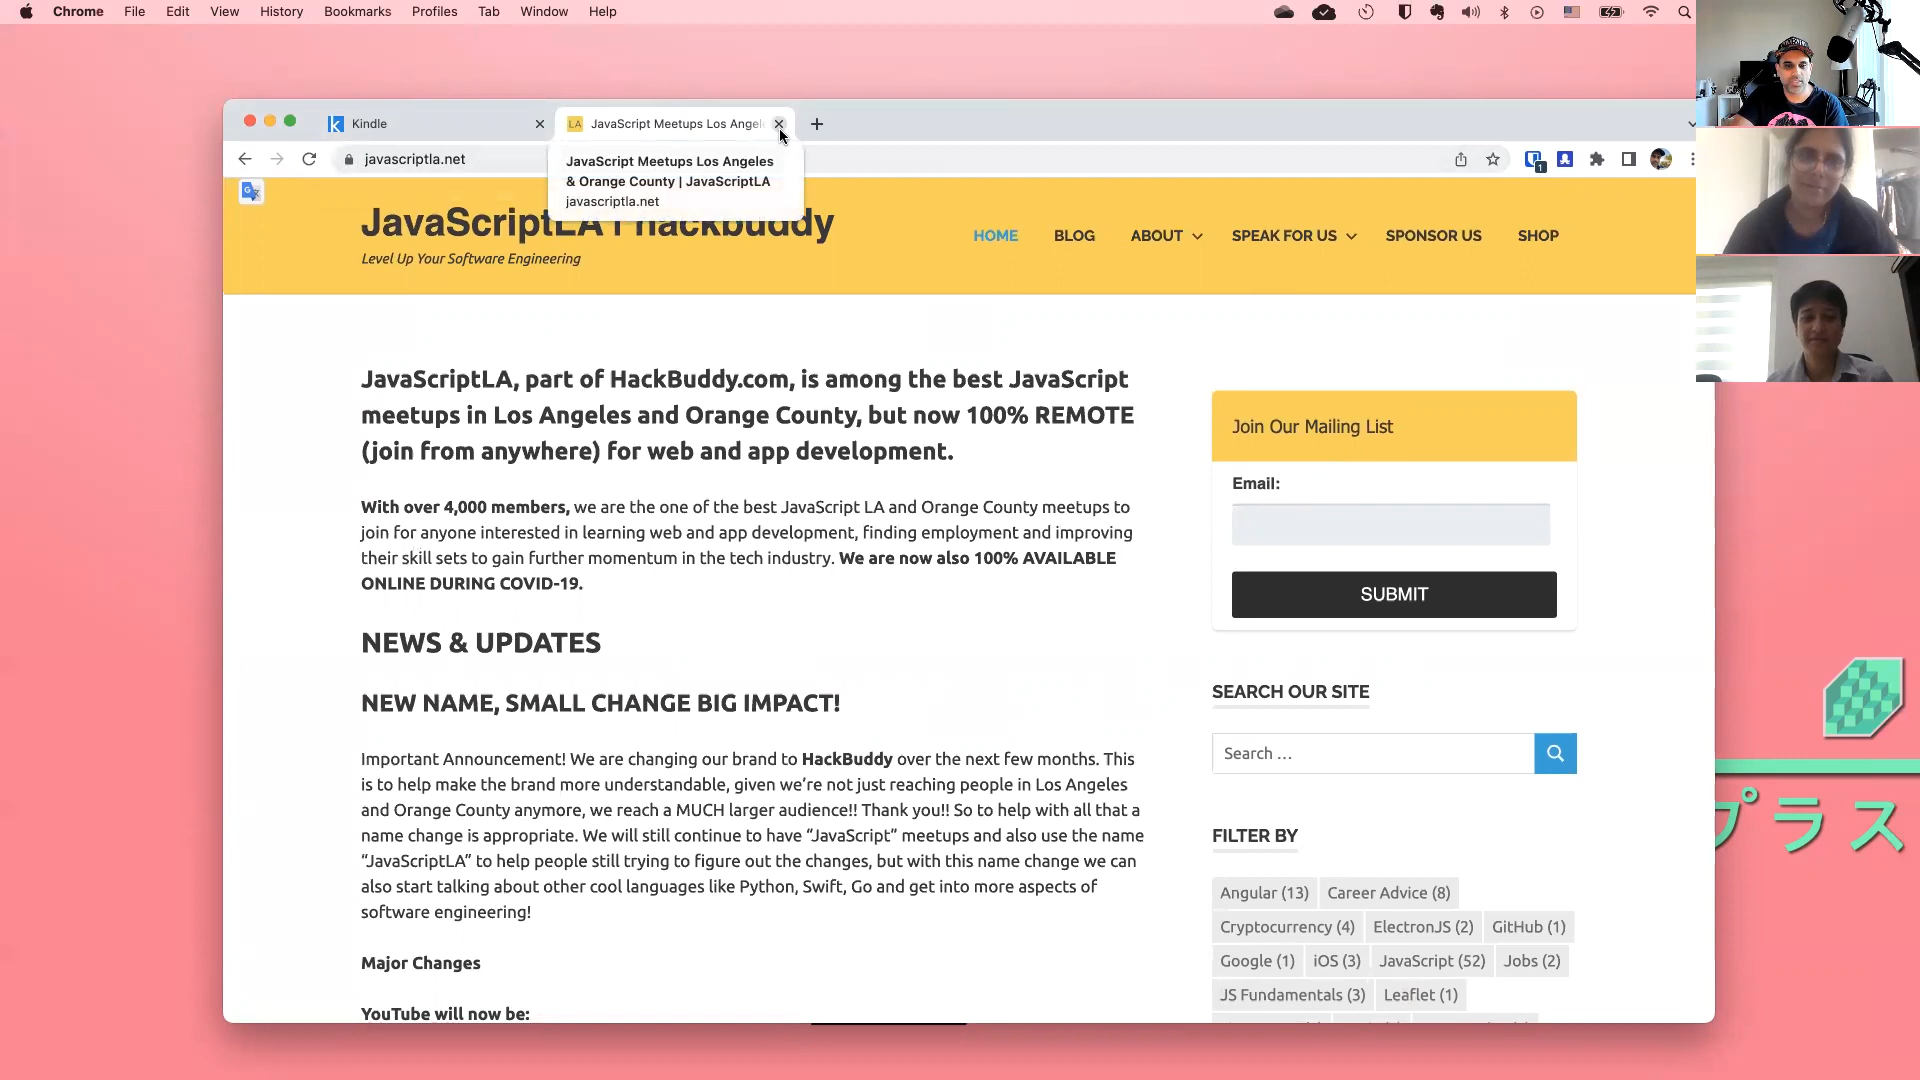 Chrome File Edit View History Bookmarks Profiles Tab Window Help
Kindle
LA JavaScript Meetups Los Angel
javascriptla.net
JavaScript Meetups Los Angeles
& Orange County | JavaScriptLA
javascriptla.net
JavaScriptLA | hackbuddy
Level Up Your Software Engineering
HOME BLOG ABOUT SPEAK FOR US SPONSOR US SHOP
JavaScriptLA, part of HackBuddy.com, is among the best JavaScript
meetups in Los Angeles and Orange County, but now 100% REMOTE
(join from anywhere) for web and app development.
With over 4,000 members, we are the one of the best JavaScript LA and Orange County meetups to
join for anyone interested in learning web and app development, finding employment and improving
their skill sets to gain further momentum in the tech industry. We are now also 100% AVAILABLE
ONLINE DURING COVID-19.
NEWS & UPDATES
NEW NAME, SMALL CHANGE BIG IMPACT!
Important Announcement! We are changing our brand to HackBuddy over the next few months. This
is to help make the brand more understandable, given we’re not just reaching people in Los Angeles
and Orange County anymore, we reach a MUCH larger audience!! Thank you!! So to help with all that a
name change is appropriate. We will still continue to have “JavaScript” meetups and also use the name
“JavaScriptLA” to help people still trying to figure out the changes, but with this name change we can
also start talking about other cool languages like Python, Swift, Go and get into more aspects of
software engineering!
Major Changes
YouTube will now be:
Join Our Mailing List
Email:
SUBMIT
SEARCH OUR SITE
Search …
FILTER BY
Angular (13) Career Advice (8)
Cryptocurrency (4) ElectronJS (2) GitHub (1)
Google (1) iOS (3) JavaScript (52) Jobs (2)
JS Fundamentals (3) Leaflet (1)
プラス